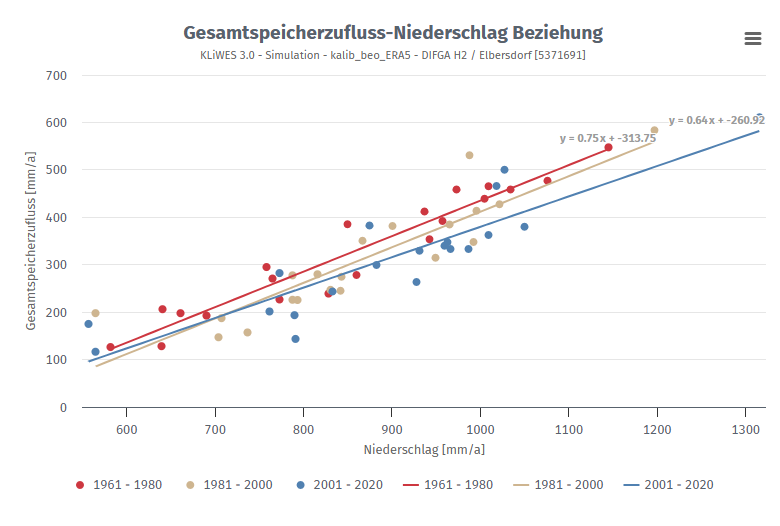 Gesamtspeicherzufluss-Niederschlag Beziehung
KLiWES 3.0 - Simulation - kalib_beo_ERA5 - DIFGA H2 / Elbersdorf [5371691]
Gesamtspeicherzufluss [mm/a]
700
600
500
400
300
200
100
0
y = 0.75x + -313.75
y = 0.64x + -260.92
600 700 800 900 1000 1100 1200 1300
Niederschlag [mm/a]
1961 - 1980 1981 - 2000 2001 - 2020 1961 - 1980 1981 - 2000 2001 - 2020